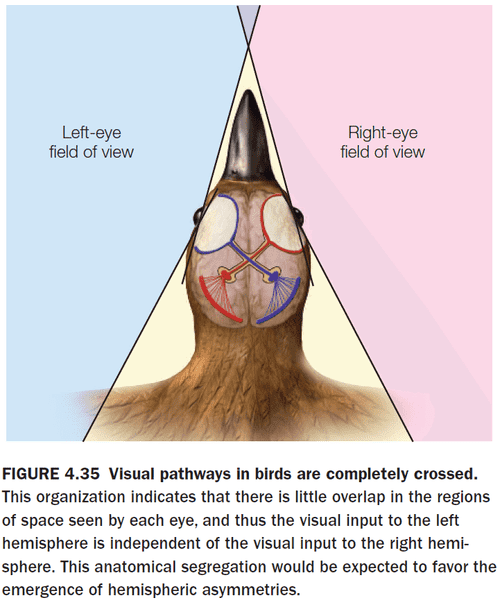 Left-eye
field of view
Right-eye
field of view
FIGURE 4.35 Visual pathways in birds are completely crossed.
This organization indicates that there is little overlap in the regions
of space seen by each eye, and thus the visual input to the left
hemisphere is independent of the visual input to the right hemi-
sphere. This anatomical segregation would be expected to favor the
emergence of hemispheric asymmetries.